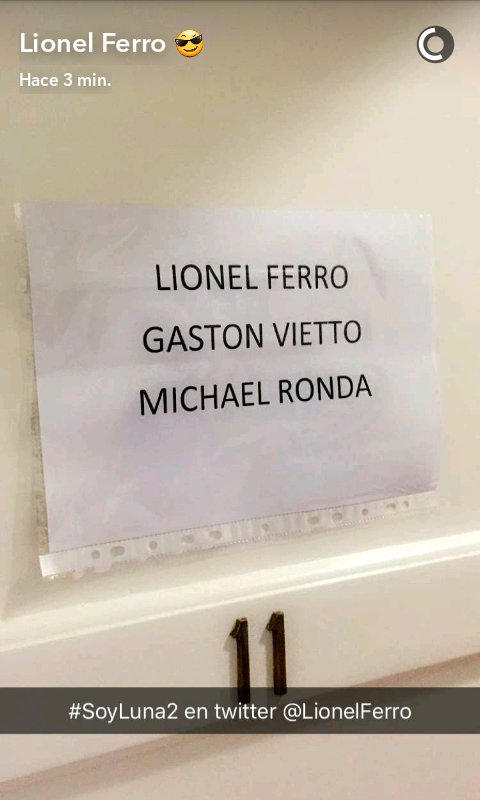 Lionel Ferro 😎
Hace 3 min.
LIONEL FERRO
GASTON VIETTO
MICHAEL RONDA
11
#SoyLuna2 en twitter @LionelFerro